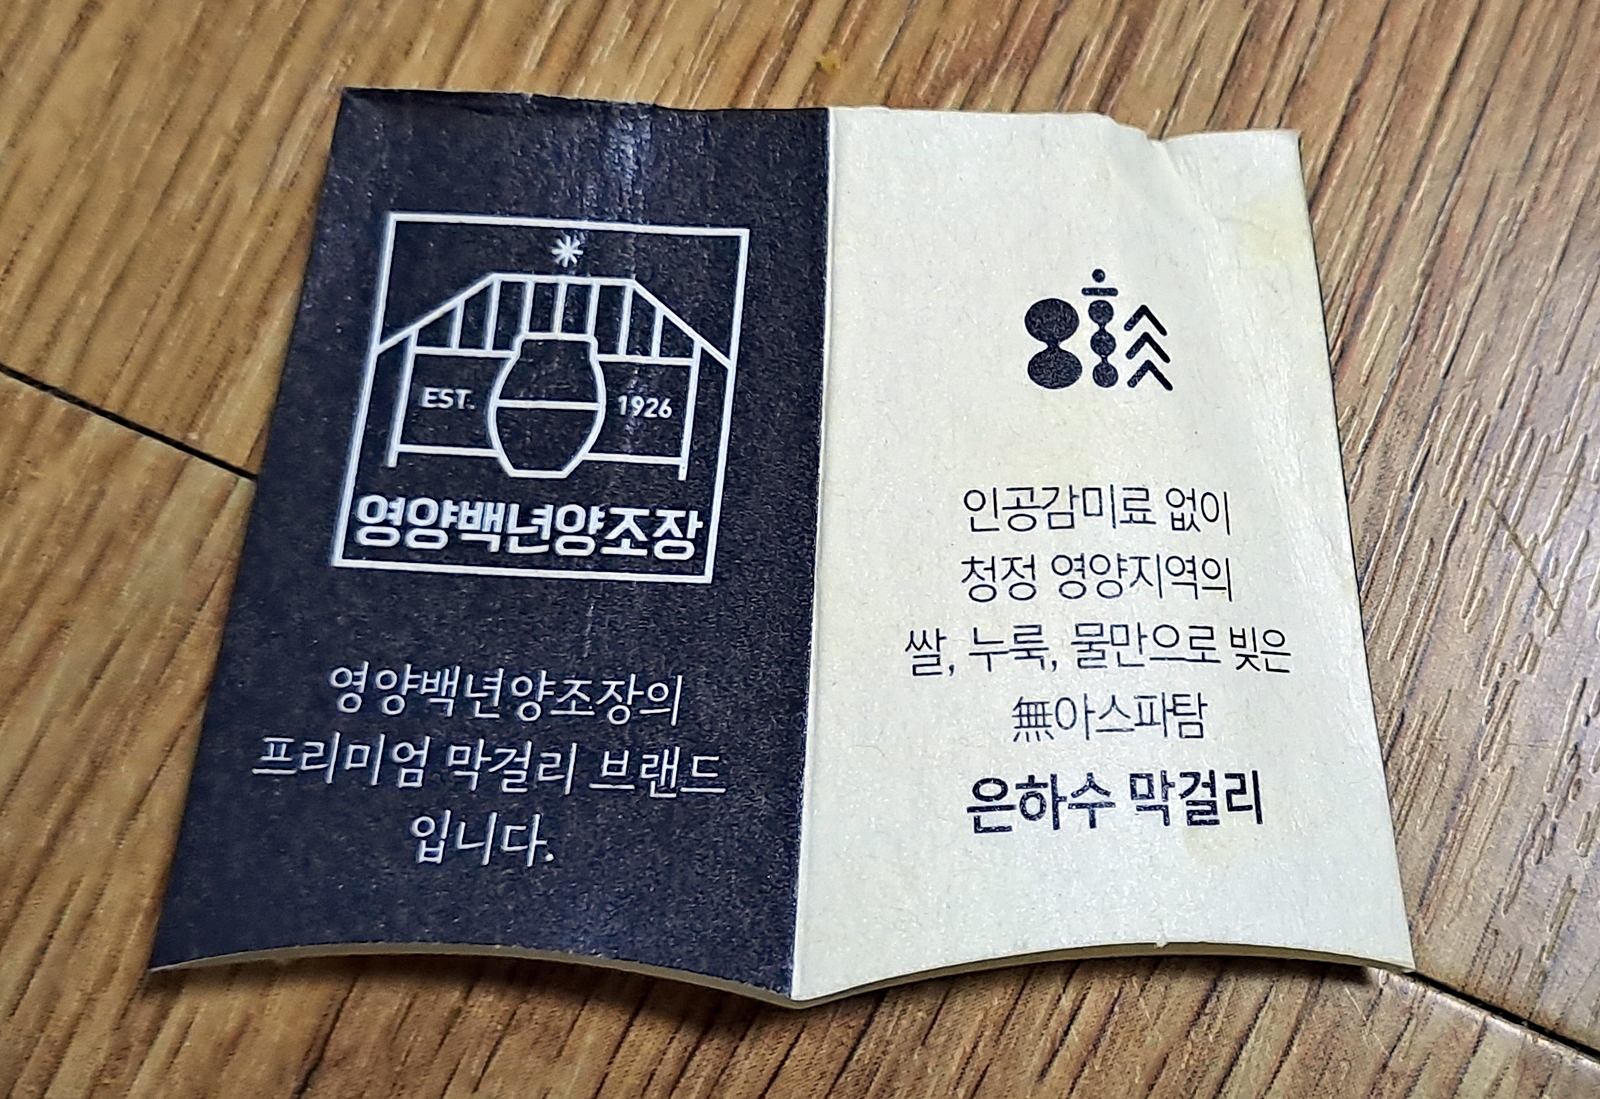 EST. 1926
영양백년양조장
영양백년양조장의
프리미엄 막걸리 브랜드
입니다.
인공감미료 없이
청정 영양지역의
쌀, 누룩, 물만으로 빚은
無아스파탐
은하수 막걸리